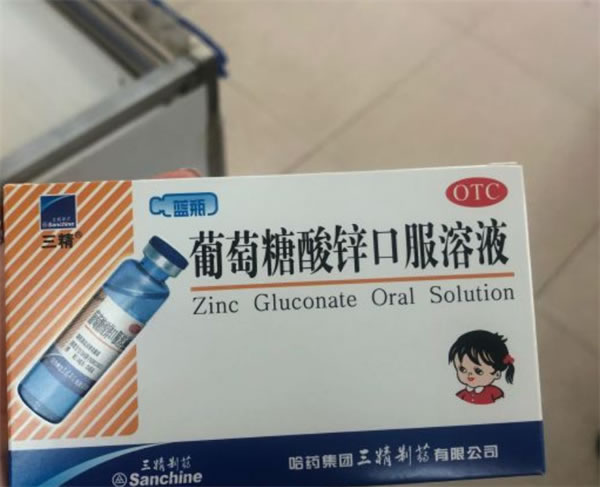 OTC
蓝瓶
Sanchine
三精®
葡萄糖酸锌口服溶液
Zinc Gluconate Oral Solution
三精制药
Sanchine
哈药集团三精制药有限公司